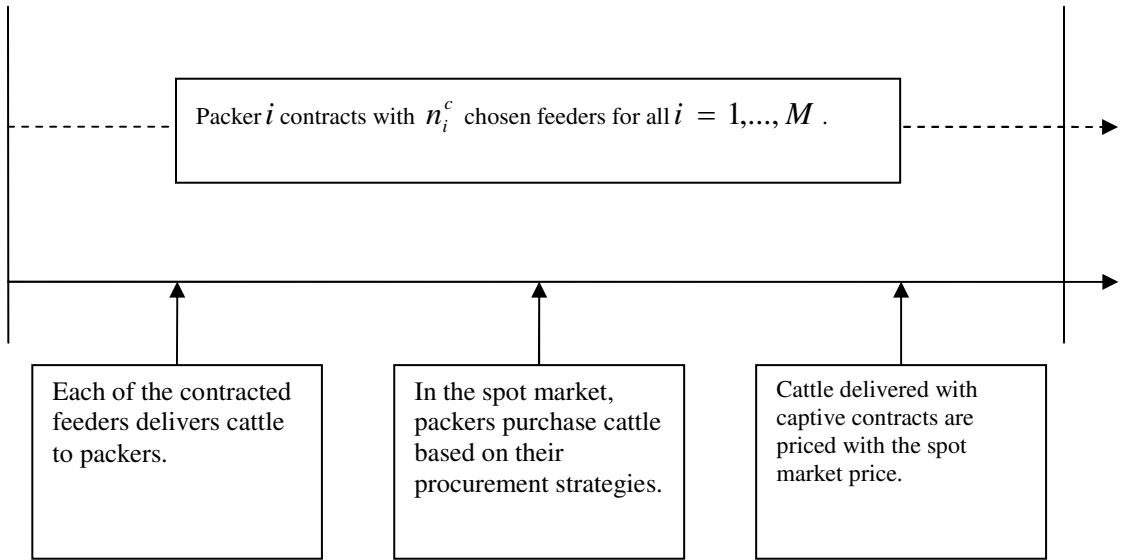 Packer i contracts with n_i^c chosen feeders for all i = 1,..., M .
Each of the contracted
feeders delivers cattle
to packers.
In the spot market,
packers purchase cattle
based on their
procurement strategies.
Cattle delivered with
captive contracts are
priced with the spot
market price.